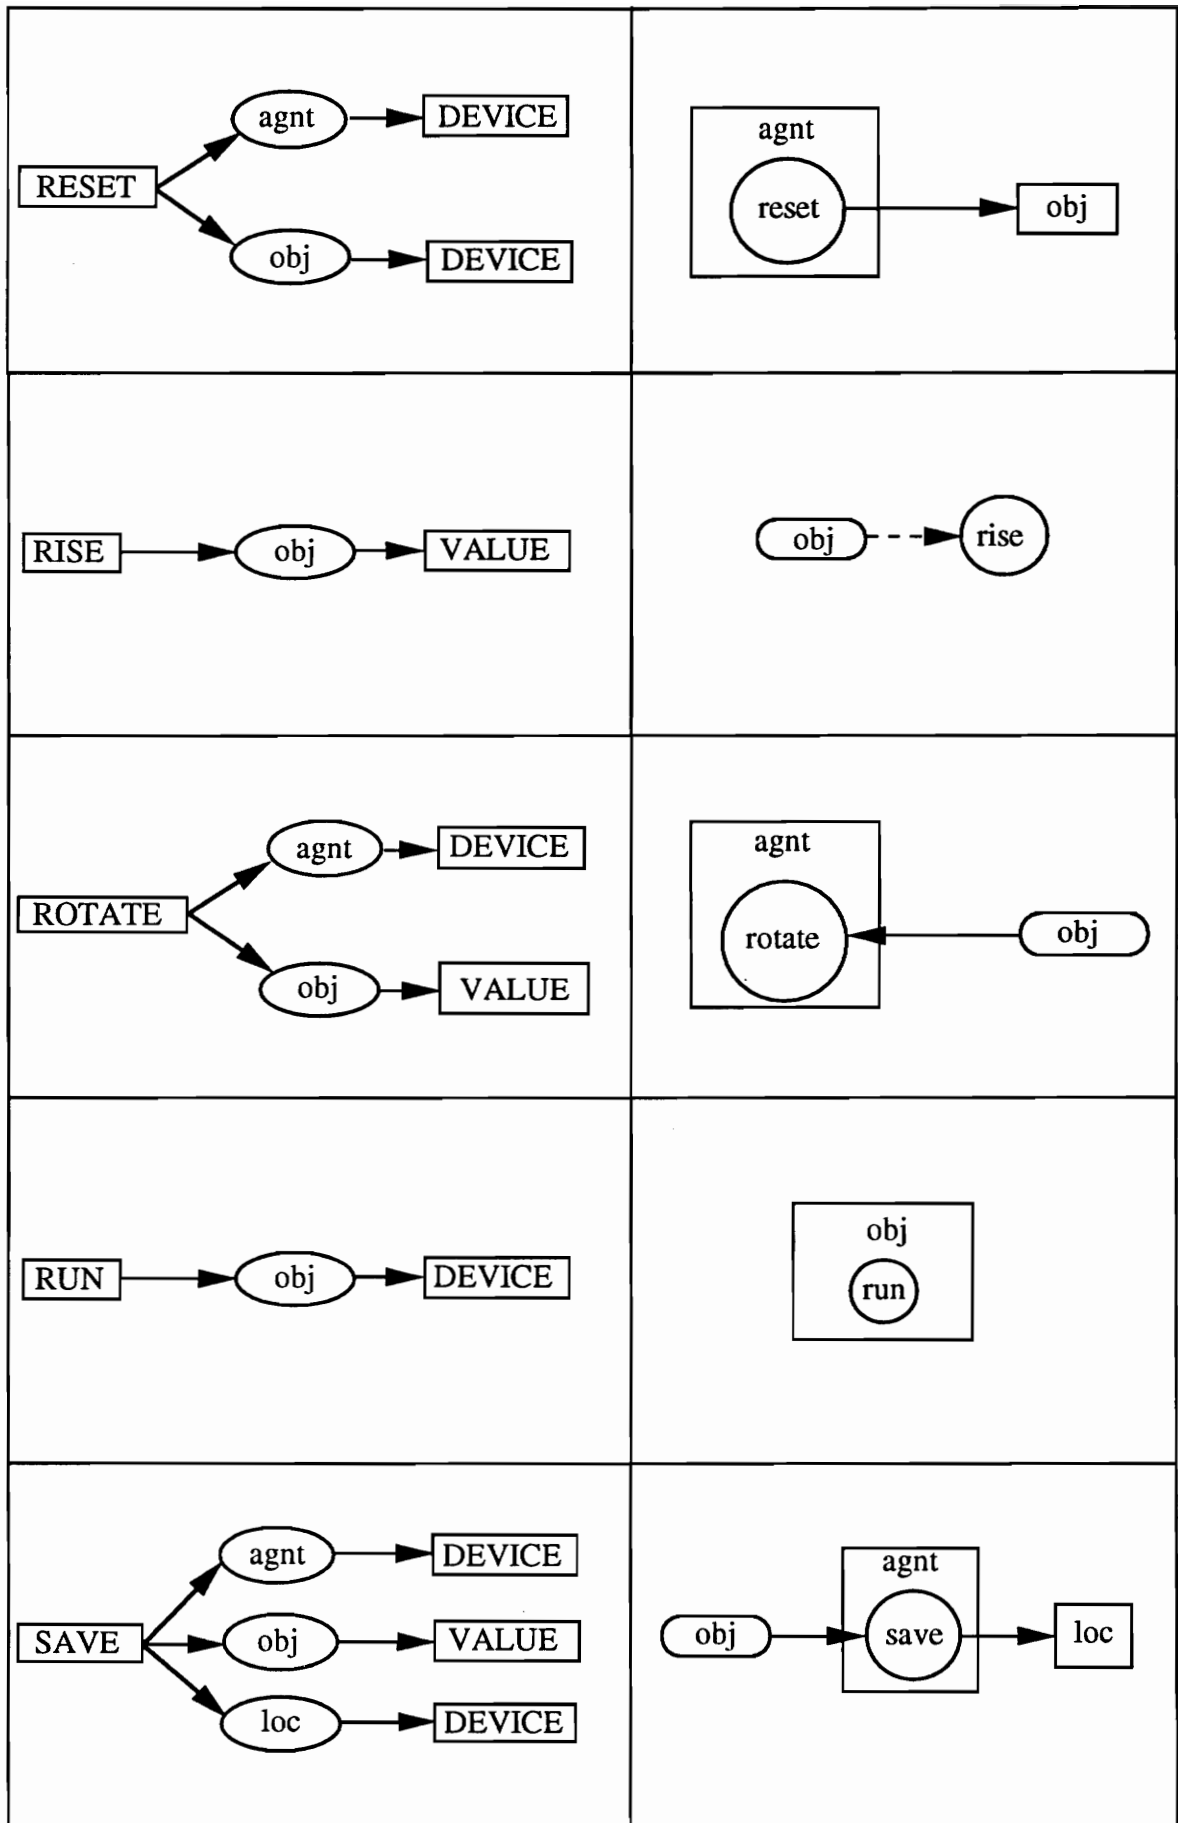 agnt DEVICE
RESET
obj DEVICE
agnt
reset obj
RISE obj VALUE
obj rise
agnt DEVICE
ROTATE
obj VALUE
agnt
rotate obj
RUN obj DEVICE
obj
run
agnt DEVICE
SAVE obj VALUE
loc DEVICE
agnt
obj save loc